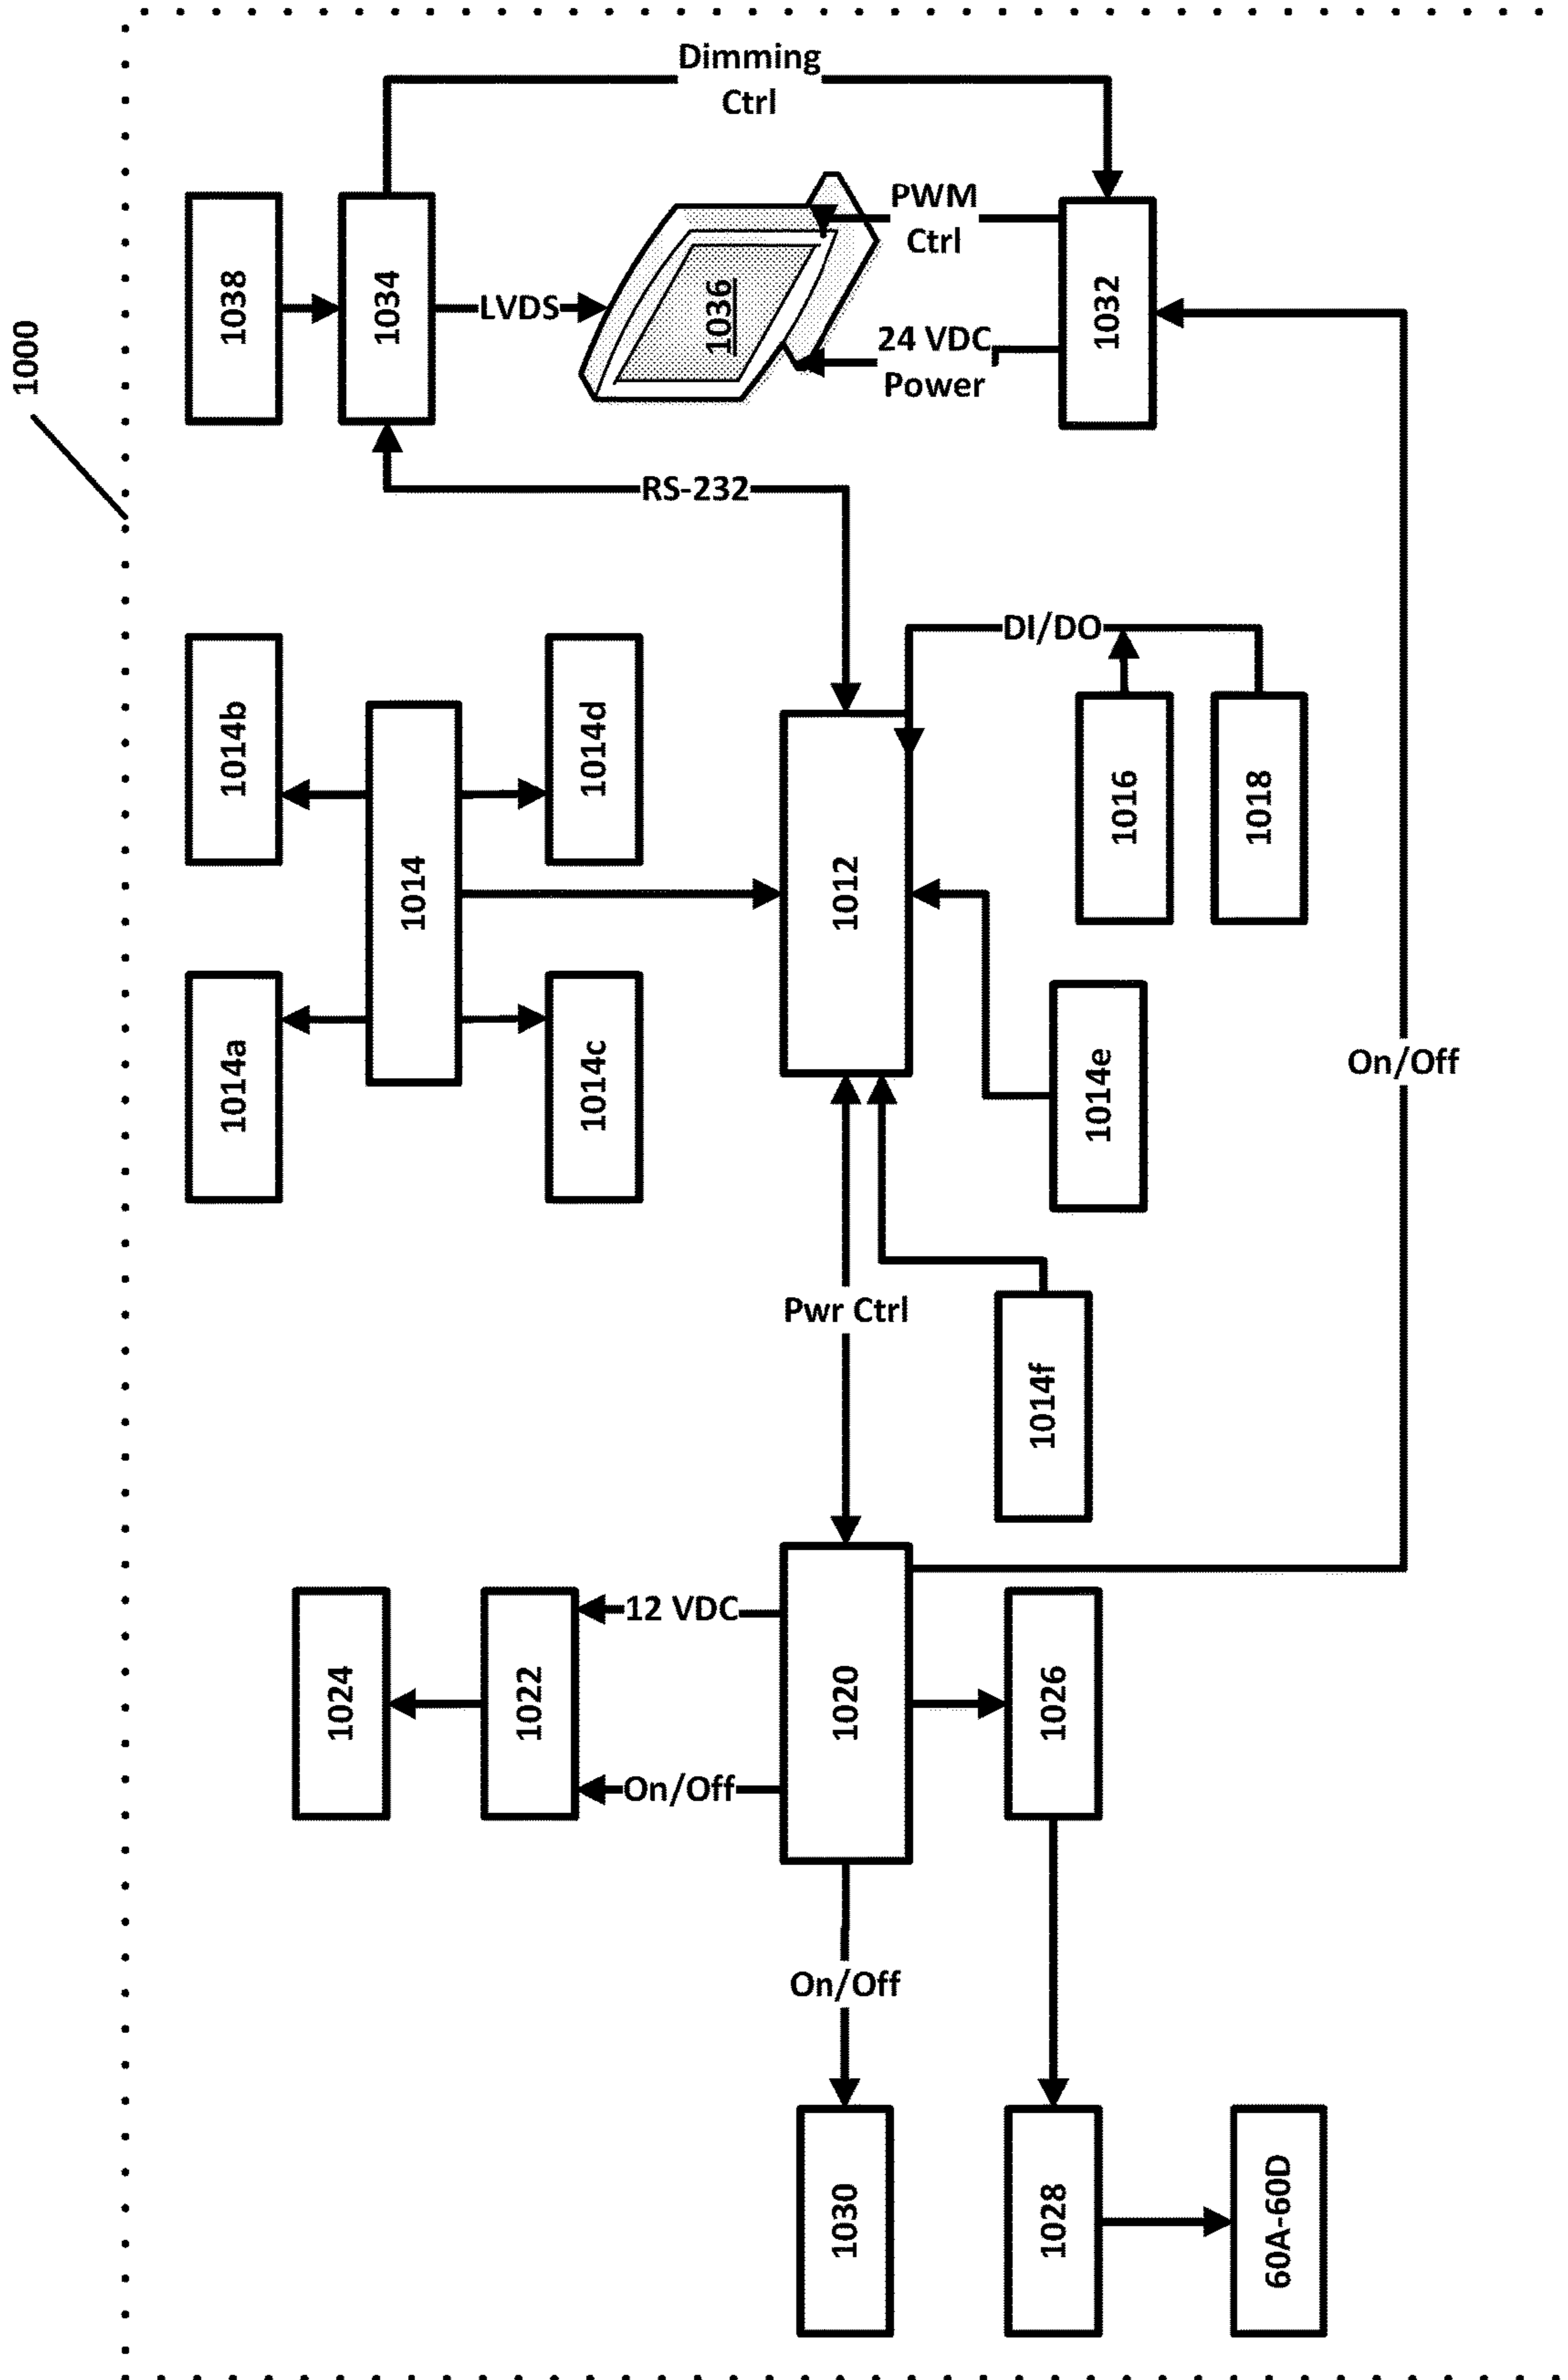 1000
Dimming
Ctrl
1038
1034
LVDS
1036
PWM
Ctrl
24 VDC
Power
1032
RS-232
1014b
1014
1014d
1014a
1014c
1012
DI/DO
1016
1018
1014e
On/Off
Pwr Ctrl
1014f
1024
1022
12 VDC
On/Off
1020
1026
On/Off
1030
1028
60A-60D